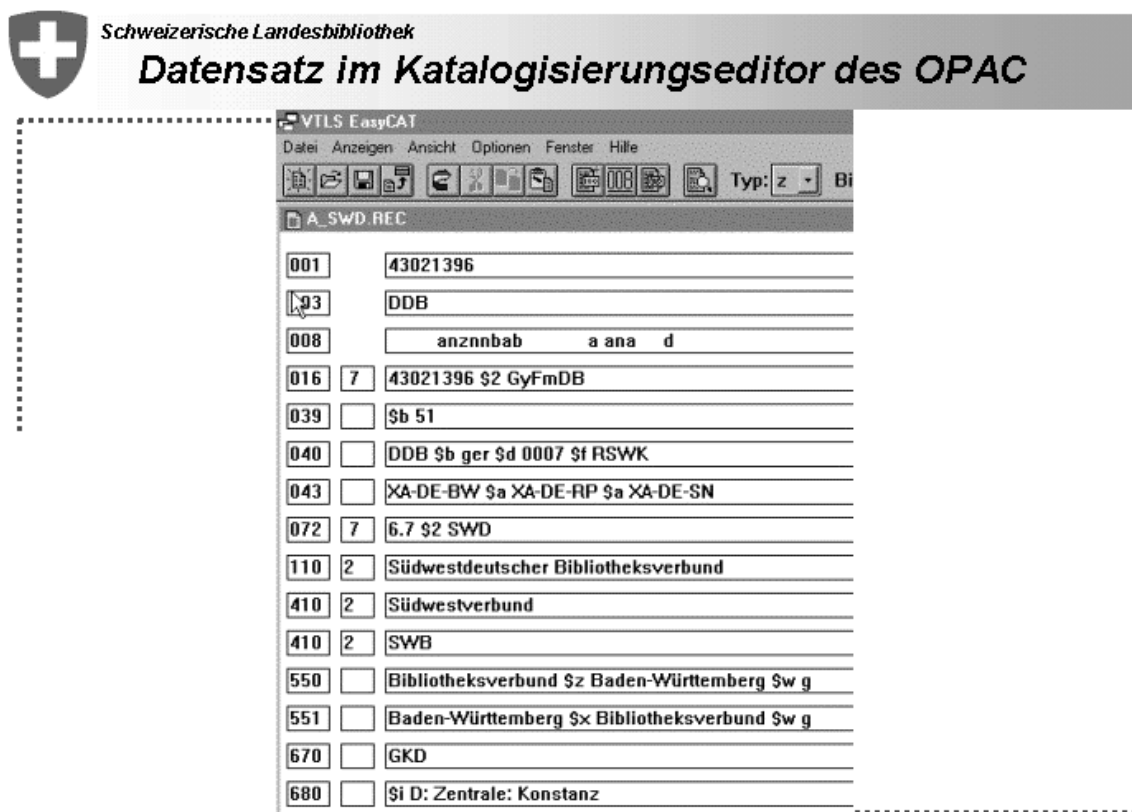 Schweizerische Landesbibliothek
Datensatz im Katalogisierungseditor des OPAC
VTLS EasyCAT
Datei Anzeigen Ansicht Optionen Fenster Hilfe
Typ: z Bi
A_SWD.REC
001 43021396
03 DDB
008 anznnbab a ana d
016 7 43021396 $2 GyFmDB
039 $b 51
040 DDB $b ger $d 0007 $f RSWK
043 XA-DE-BW $a XA-DE-RP $a XA-DE-SN
072 7 6.7 $2 SWD
110 2 Südwestdeutscher Bibliotheksverbund
410 2 Südwestverbund
410 2 SWB
550 Bibliotheksverbund $z Baden-Württemberg $w g
551 Baden-Württemberg $x Bibliotheksverbund $w g
670 GKD
680 $i D: Zentrale: Konstanz